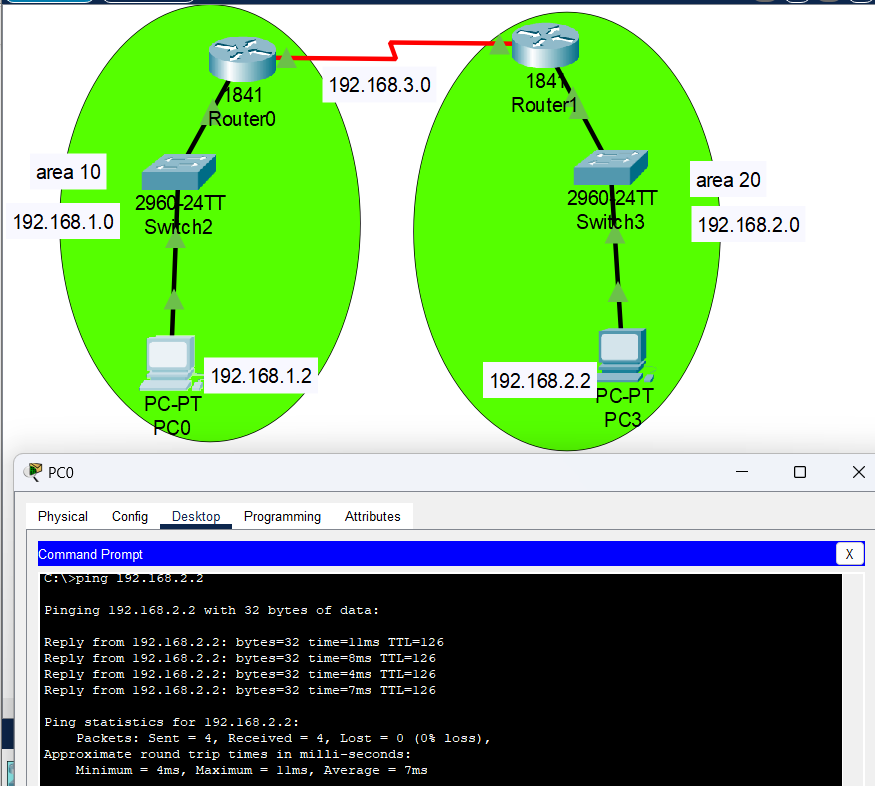 192.168.3.0
1841
Router0
1841
Router1
area 10
192.168.1.0
2960-24TT
Switch2
2960-24TT
Switch3
area 20
192.168.2.0
192.168.1.2
PC-PT
PC0
192.168.2.2
PC-PT
PC3
PC0
Physical Config Desktop Programming Attributes
Command Prompt X
C:\>ping 192.168.2.2
Pinging 192.168.2.2 with 32 bytes of data:
Reply from 192.168.2.2: bytes=32 time=11ms TTL=126
Reply from 192.168.2.2: bytes=32 time=8ms TTL=126
Reply from 192.168.2.2: bytes=32 time=4ms TTL=126
Reply from 192.168.2.2: bytes=32 time=7ms TTL=126
Ping statistics for 192.168.2.2:
Packets: Sent = 4, Received = 4, Lost = 0 (0% loss),
Approximate round trip times in milli-seconds:
Minimum = 4ms, Maximum = 11ms, Average = 7ms